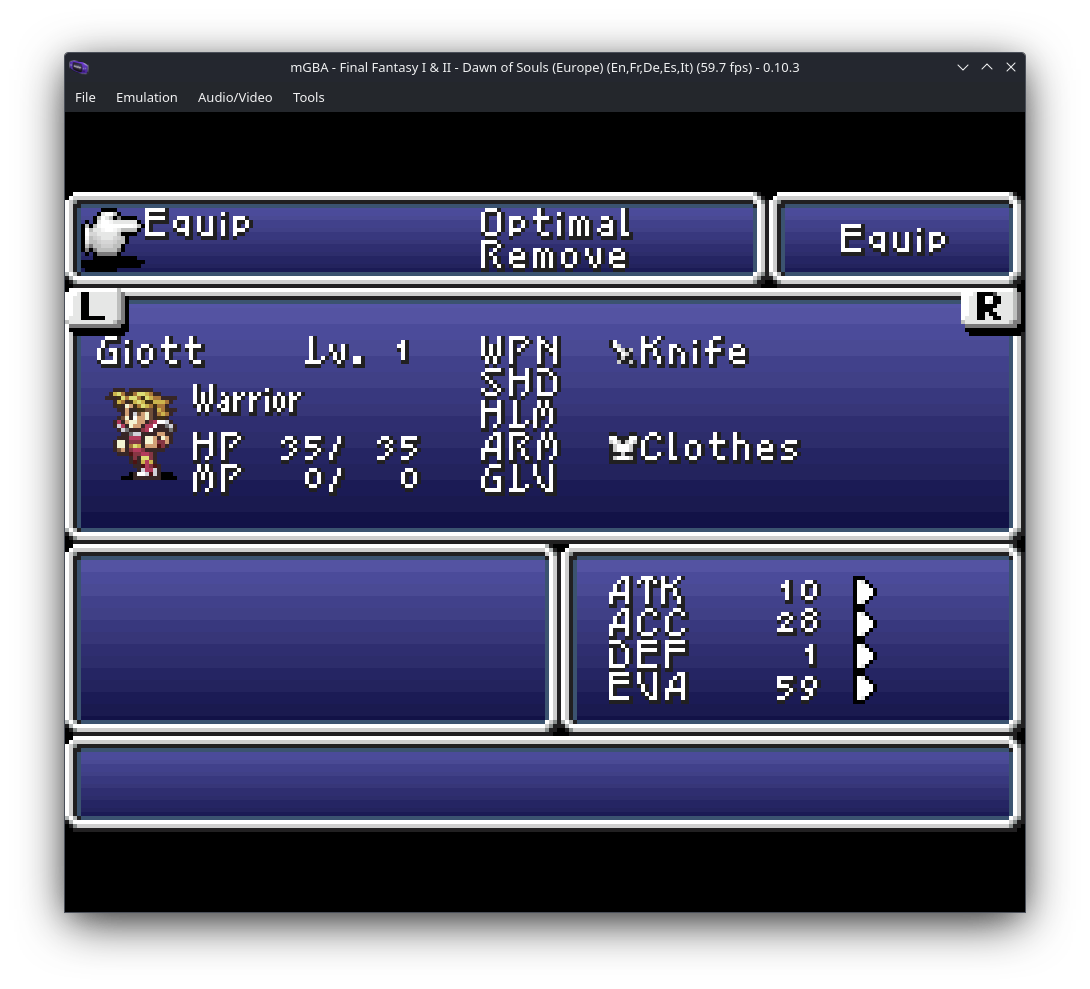 mGBA - Final Fantasy I & II - Dawn of Souls (Europe) (En,Fr,De,Es,It) (59.7 fps) - 0.10.3
File Emulation Audio/Video Tools
Equip Optimal Equip
Remove
L R
Giott Lv. 1 WPN Knife
SHD
Warrior HLM
HP 35/ 35 ARM Clothes
MP 0/ 0 GLV
ATK 10
ACC 28
DEF 1
EVA 59